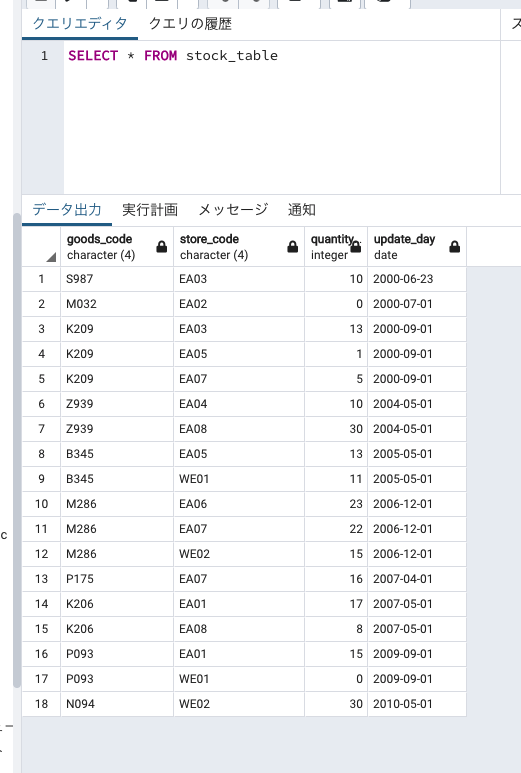 クエリエディタ クエリの履歴 ス
1 SELECT * FROM stock_table
データ出力 実行計画 メッセージ 通知
goods_code store_code quantity update_day
character (4) character (4) integer date
1 S987 EA03 10 2000-06-23
2 M032 EA02 0 2000-07-01
3 K209 EA03 13 2000-09-01
4 K209 EA05 1 2000-09-01
5 K209 EA07 5 2000-09-01
6 Z939 EA04 10 2004-05-01
7 Z939 EA08 30 2004-05-01
8 B345 EA05 13 2005-05-01
9 B345 WE01 11 2005-05-01
10 M286 EA06 23 2006-12-01
11 M286 EA07 22 2006-12-01
12 M286 WE02 15 2006-12-01
13 P175 EA07 16 2007-04-01
14 K206 EA01 17 2007-05-01
15 K206 EA08 8 2007-05-01
16 P093 EA01 15 2009-09-01
17 P093 WE01 0 2009-09-01
18 N094 WE02 30 2010-05-01
c